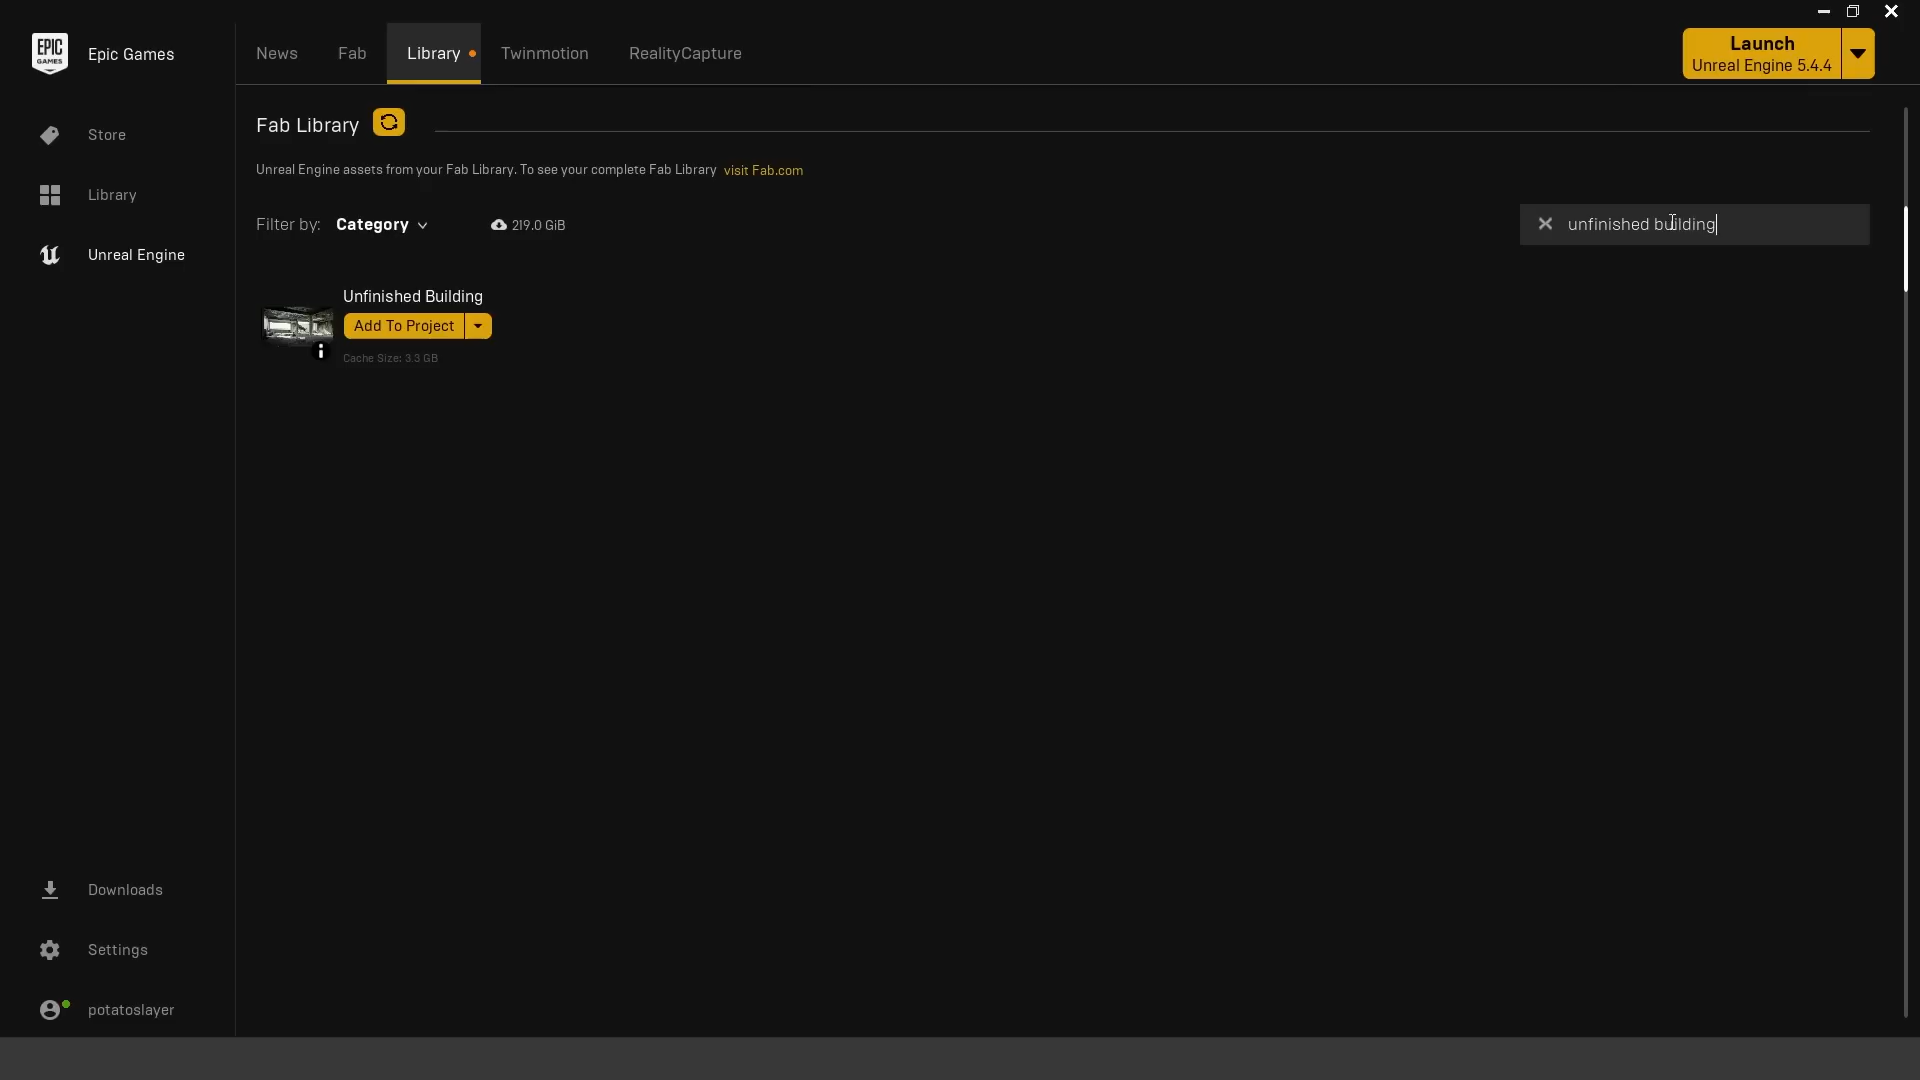 EPIC
GAMES
Epic Games
News
Fab
Library
Twinmotion
RealityCapture
Launch
Unreal Engine 5.4.4
Store
Library
Unreal Engine
Fab Library
Unreal Engine assets from your Fab Library. To see your complete Fab Library visit Fab.com
Filter by: Category
219.0 GiB
unfinished building
Unfinished Building
Add To Project
Cache Size: 3.3 GB
Downloads
Settings
potatoslayer